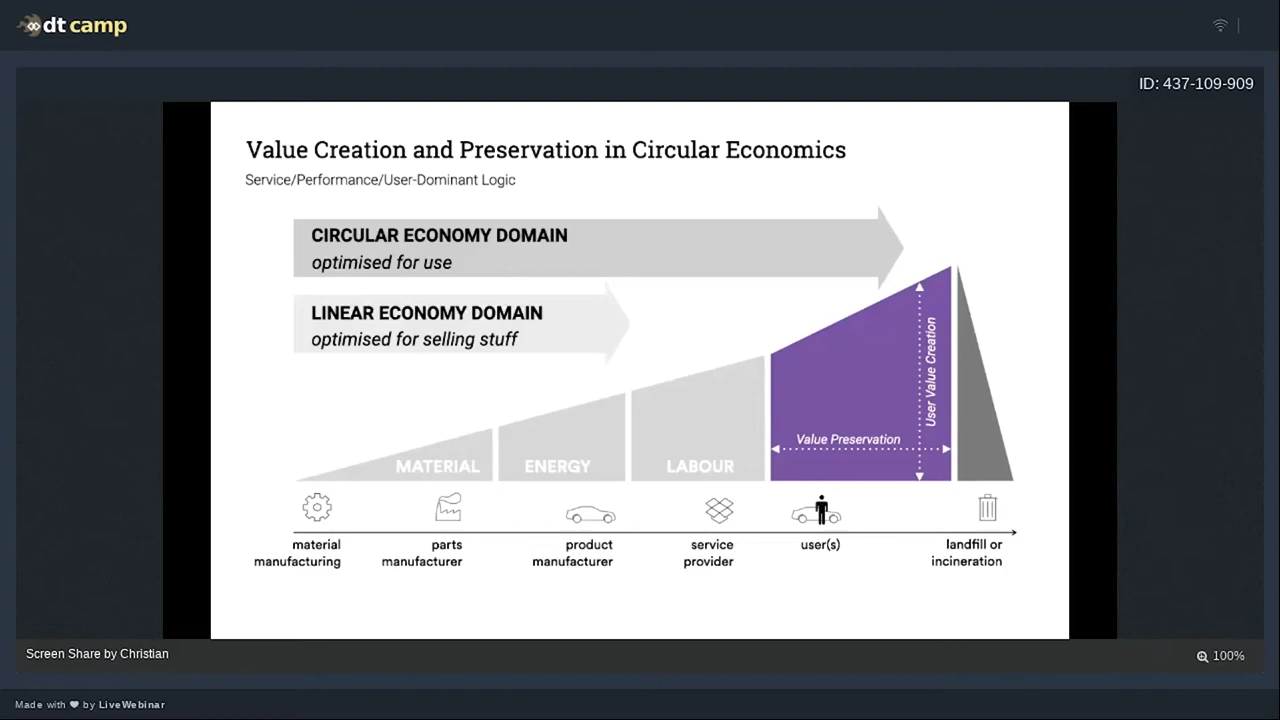 dt camp
ID: 437-109-909
Value Creation and Preservation in Circular Economics
Service/Performance/User-Dominant Logic
CIRCULAR ECONOMY DOMAIN
optimised for use
LINEAR ECONOMY DOMAIN
optimised for selling stuff
User Value Creation
Value Preservation
MATERIAL
ENERGY
LABOUR
material
manufacturing
parts
manufacturer
product
manufacturer
service
provider
user(s)
landfill or
incineration
Screen Share by Christian
100%
Made with ❤ by LiveWebinar